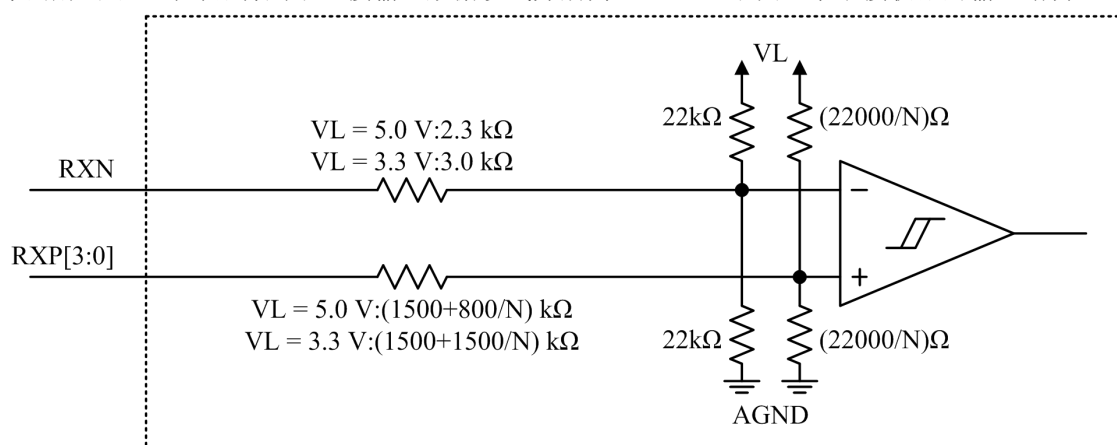 VL
22kΩ
(22000/N)Ω
VL = 5.0 V:2.3 kΩ
VL = 3.3 V:3.0 kΩ
RXN
−
RXP[3:0]
+
VL = 5.0 V:(1500+800/N) kΩ
VL = 3.3 V:(1500+1500/N) kΩ
22kΩ
(22000/N)Ω
AGND